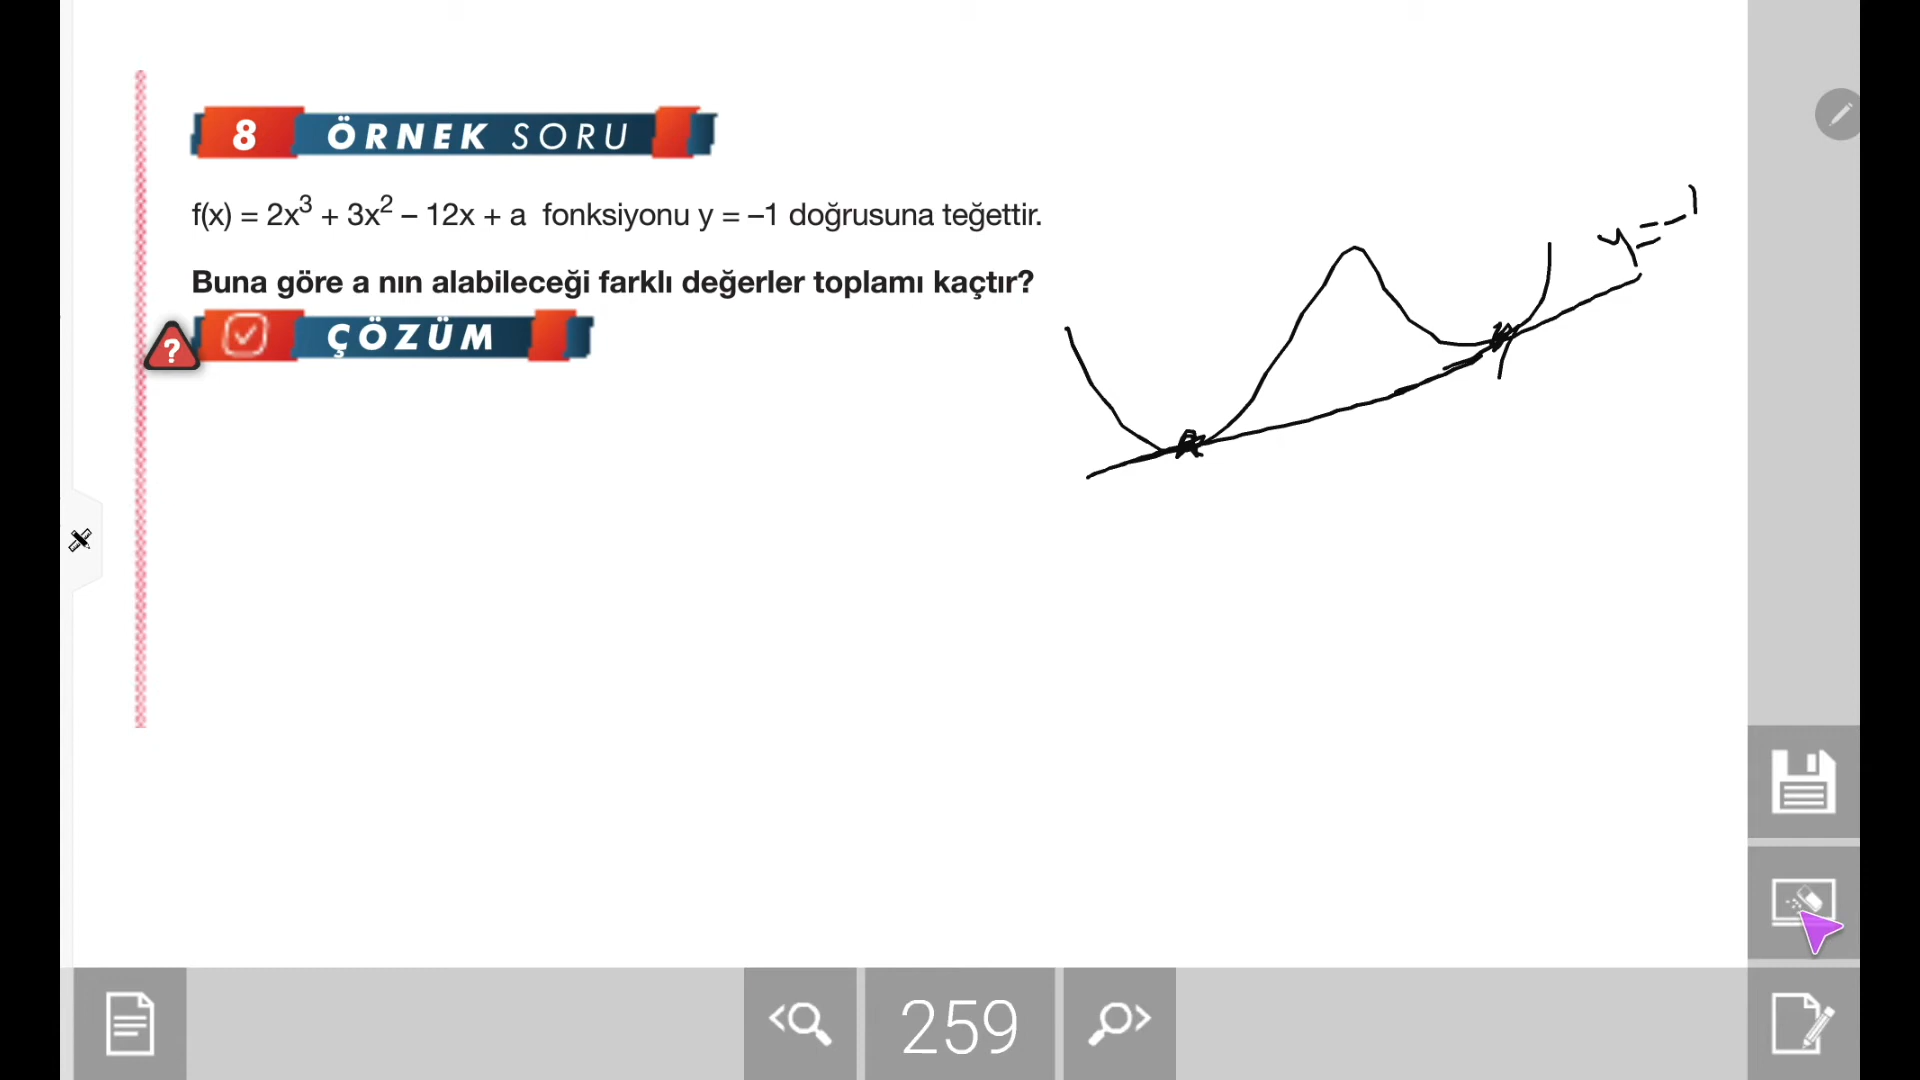 8 ÖRNEK SORU
f(x) = 2x³ + 3x² – 12x + a fonksiyonu y = –1 doğrusuna teğettir.
Buna göre a nın alabileceği farklı değerler toplamı kaçtır?
? ÇÖZÜM
y = -1
259